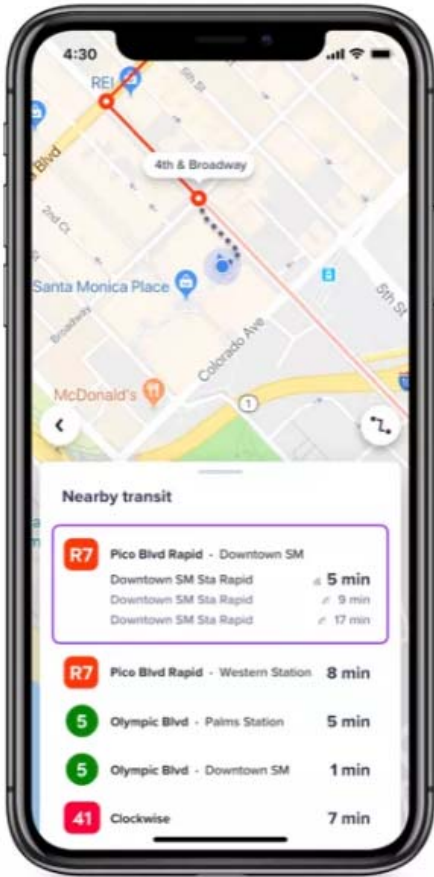 4:30
REI
5th St
4th & Broadway
Blvd
2nd Ct
Santa Monica Place
5th St
Broadway
Colorado Ave
McDonald's
1
Nearby transit
R7 Pico Blvd Rapid - Downtown SM
Downtown SM Sta Rapid 5 min
Downtown SM Sta Rapid 9 min
Downtown SM Sta Rapid 17 min
R7 Pico Blvd Rapid - Western Station 8 min
5 Olympic Blvd - Palms Station 5 min
5 Olympic Blvd - Downtown SM 1 min
41 Clockwise 7 min